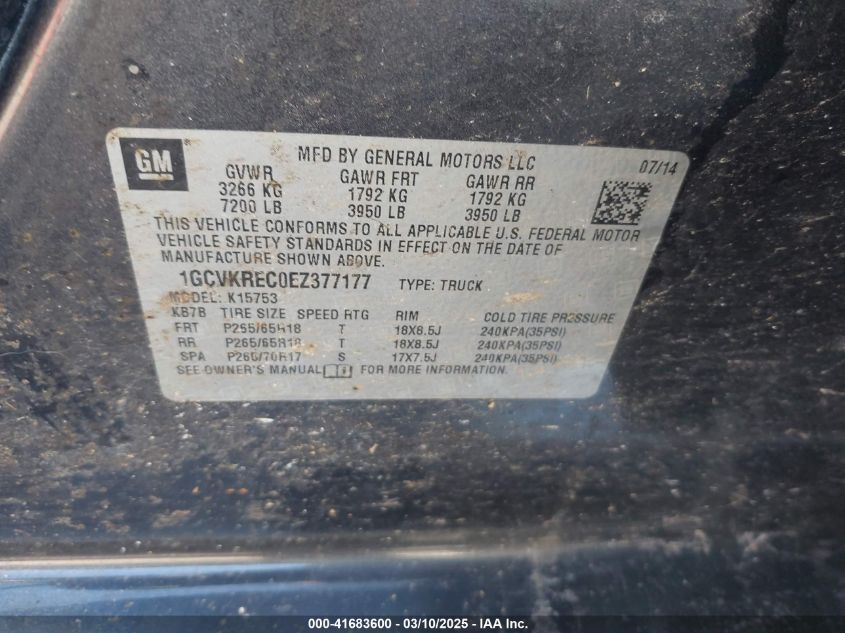 GM
MFD BY GENERAL MOTORS LLC
07/14
GVWR GAWR FRT GAWR RR
3266 KG 1792 KG 1792 KG
7200 LB 3950 LB 3950 LB
THIS VEHICLE CONFORMS TO ALL APPLICABLE U.S. FEDERAL MOTOR
VEHICLE SAFETY STANDARDS IN EFFECT ON THE DATE OF
MANUFACTURE SHOWN ABOVE.
1GCVKREC0EZ377177 TYPE: TRUCK
MODEL: K15753
KB7B TIRE SIZE SPEED RTG RIM COLD TIRE PRESSURE
FRT P265/65R18 T 18X8.5J 240KPA(35PSI)
RR P265/65R18 T 18X8.5J 240KPA(35PSI)
SPA P265/70R17 S 17X7.5J 240KPA(35PSI)
SEE OWNER'S MANUAL FOR MORE INFORMATION.
000-41683600 - 03/10/2025 - IAA Inc.